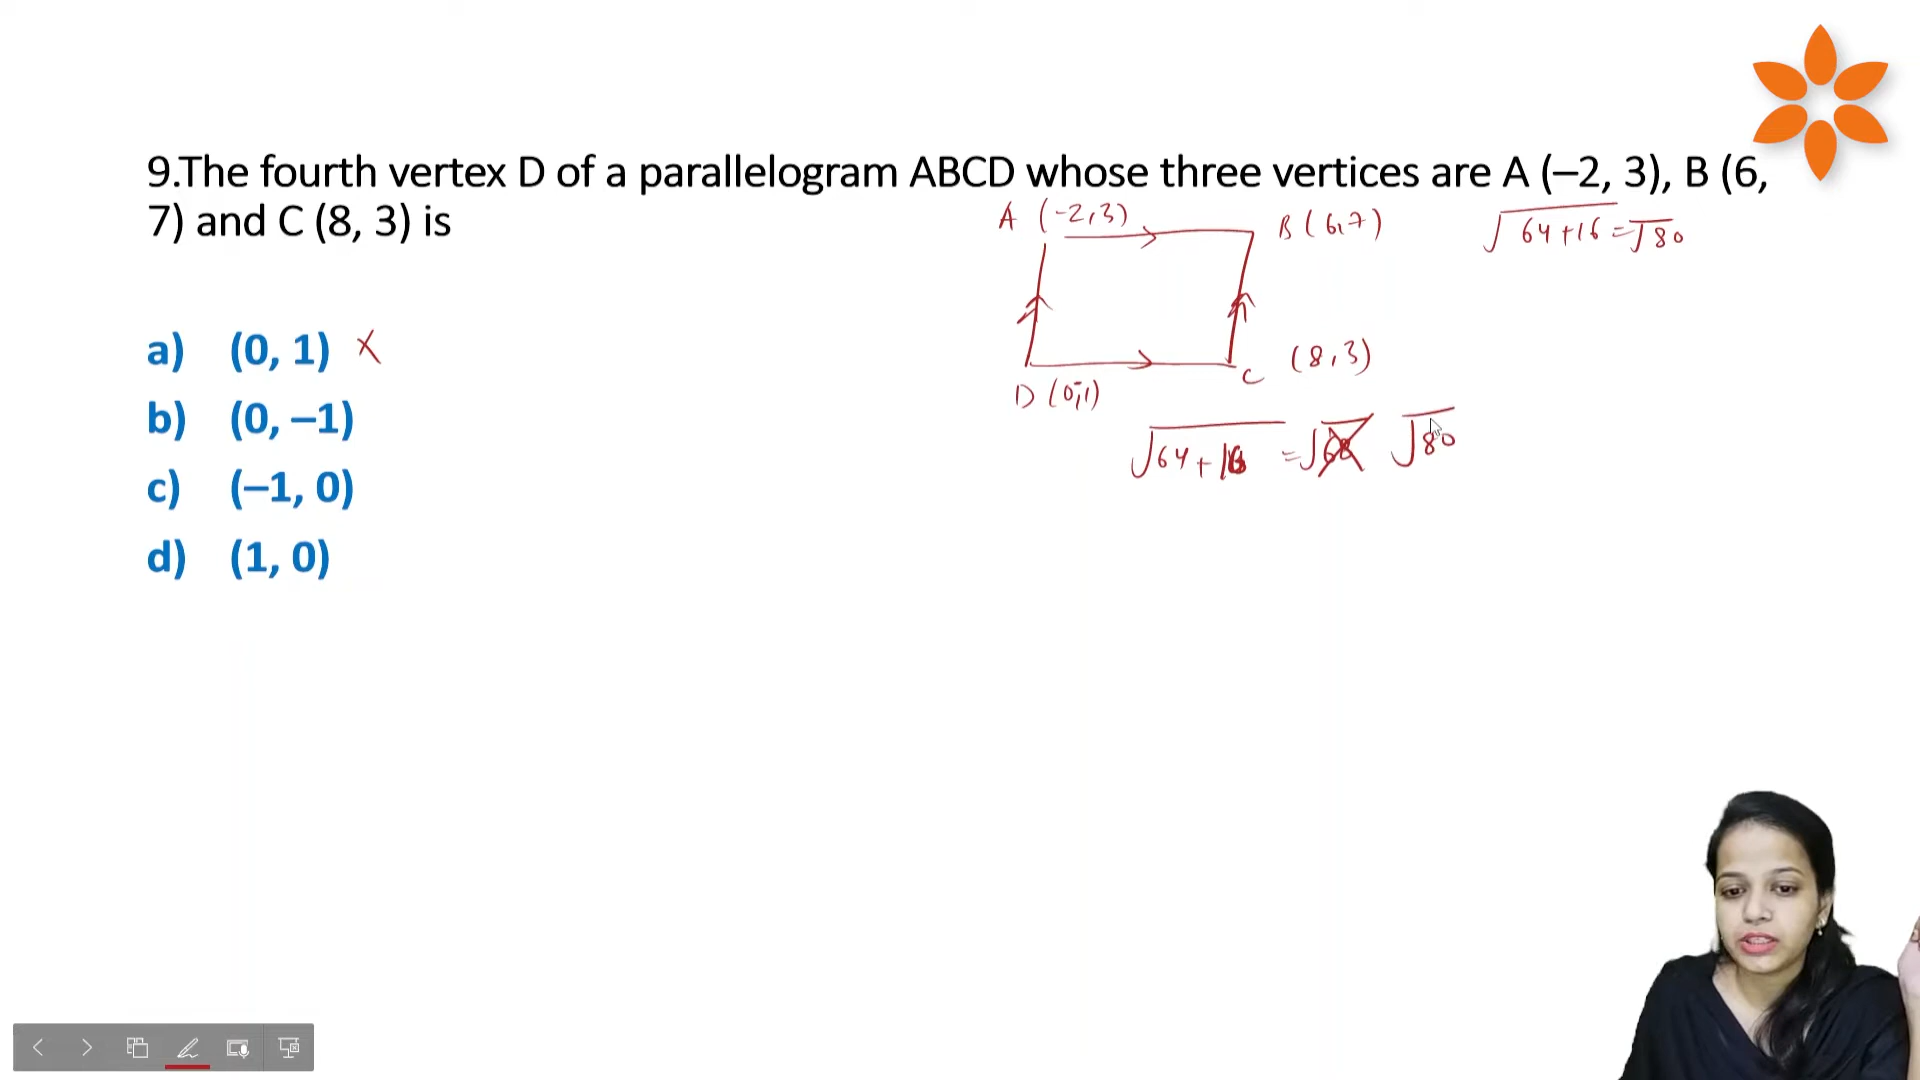 9.The fourth vertex D of a parallelogram ABCD whose three vertices are A (–2, 3), B (6,
7) and C (8, 3) is
A (-2,3)
B (6,7)
√64+16 = √80
a) (0, 1) X
(8,3)
C
D (0,-1)
b) (0, –1)
√64+16 = √68 √80
c) (–1, 0)
d) (1, 0)